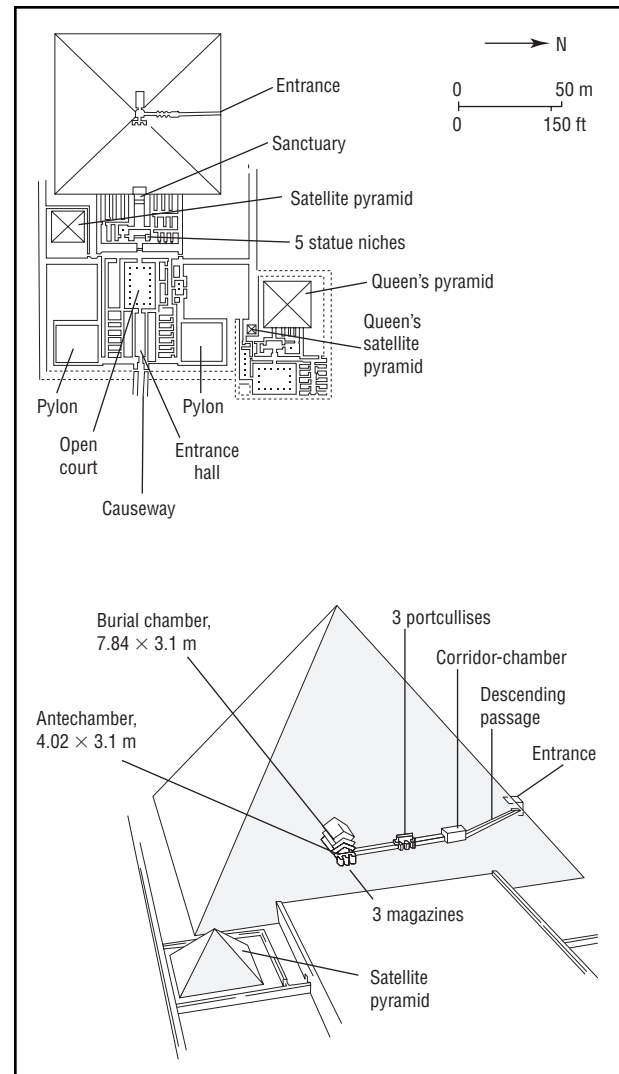 N
0 50 m
0 150 ft
Entrance
Sanctuary
Satellite pyramid
5 statue niches
Queen's pyramid
Queen's
satellite
pyramid
Pylon
Pylon
Open
court
Entrance
hall
Causeway
Burial chamber,
7.84 × 3.1 m
3 portcullises
Corridor-chamber
Descending
passage
Antechamber,
4.02 × 3.1 m
Entrance
3 magazines
Satellite
pyramid